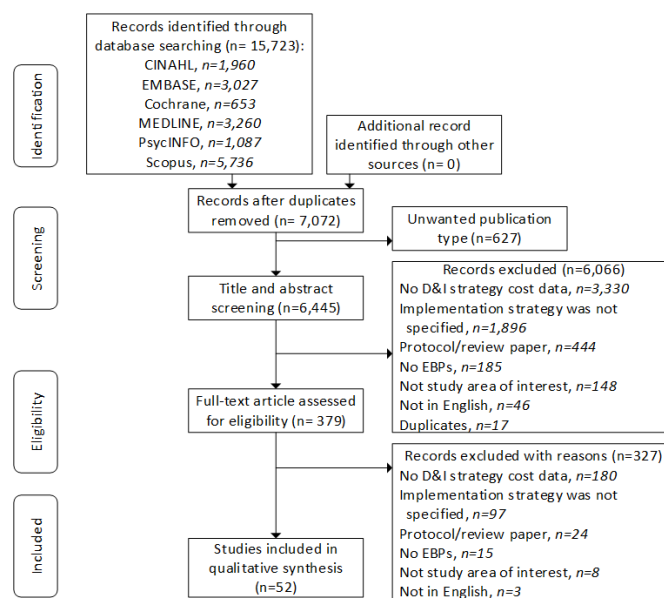 Records identified through
database searching (n= 15,723):
CINAHL, n=1,960
EMBASE, n=3,027
Cochrane, n=653
MEDLINE, n=3,260
PsycINFO, n=1,087
Scopus, n=5,736
Additional record
identified through other
sources (n= 0)
Identification
Records after duplicates
removed (n= 7,072)
Unwanted publication
type (n=627)
Screening
Title and abstract
screening (n=6,445)
Records excluded (n=6,066)
No D&I strategy cost data, n=3,330
Implementation strategy was not
specified, n=1,896
Protocol/review paper, n=444
No EBPs, n=185
Not study area of interest, n=148
Not in English, n=46
Duplicates, n=17
Eligibility
Full-text article assessed
for eligibility (n= 379)
Records excluded with reasons (n=327)
No D&I strategy cost data, n=180
Implementation strategy was not
specified, n=97
Protocol/review paper, n=24
No EBPs, n=15
Not study area of interest, n=8
Not in English, n=3
Included
Studies included in
qualitative synthesis
(n=52)